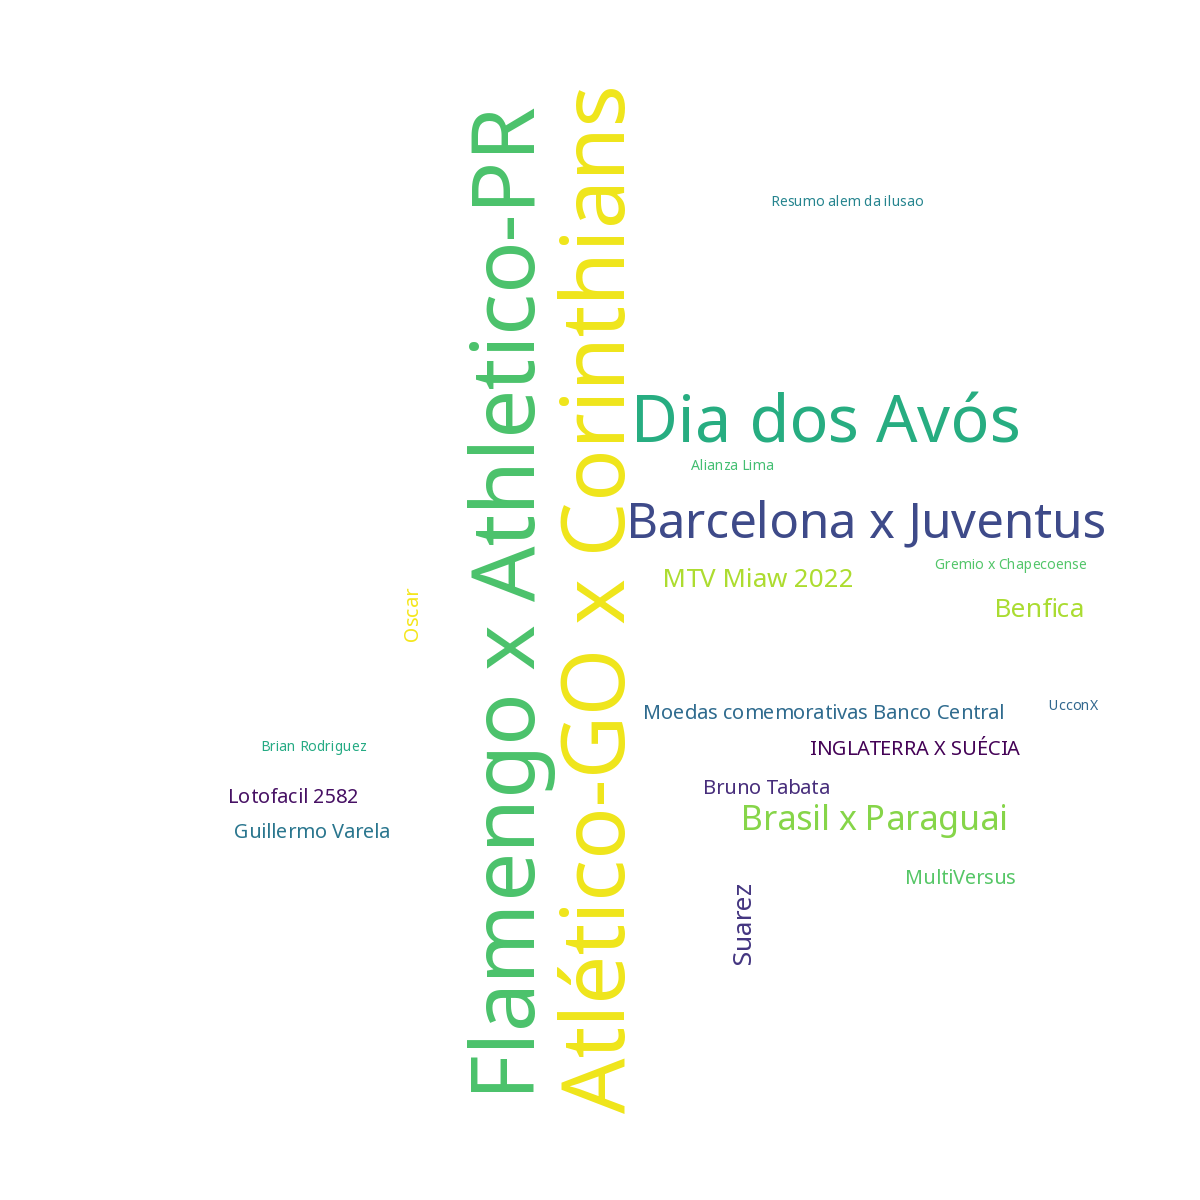 Flamengo x Athletico-PR
Atlético-GO x Corinthians
Resumo alem da ilusao
Dia dos Avós
Alianza Lima
Barcelona x Juventus
Gremio x Chapecoense
MTV Miaw 2022
Benfica
Oscar
Moedas comemorativas Banco Central
UcconX
Brian Rodriguez
INGLATERRA X SUÉCIA
Bruno Tabata
Lotofacil 2582
Brasil x Paraguai
Guillermo Varela
MultiVersus
Suarez